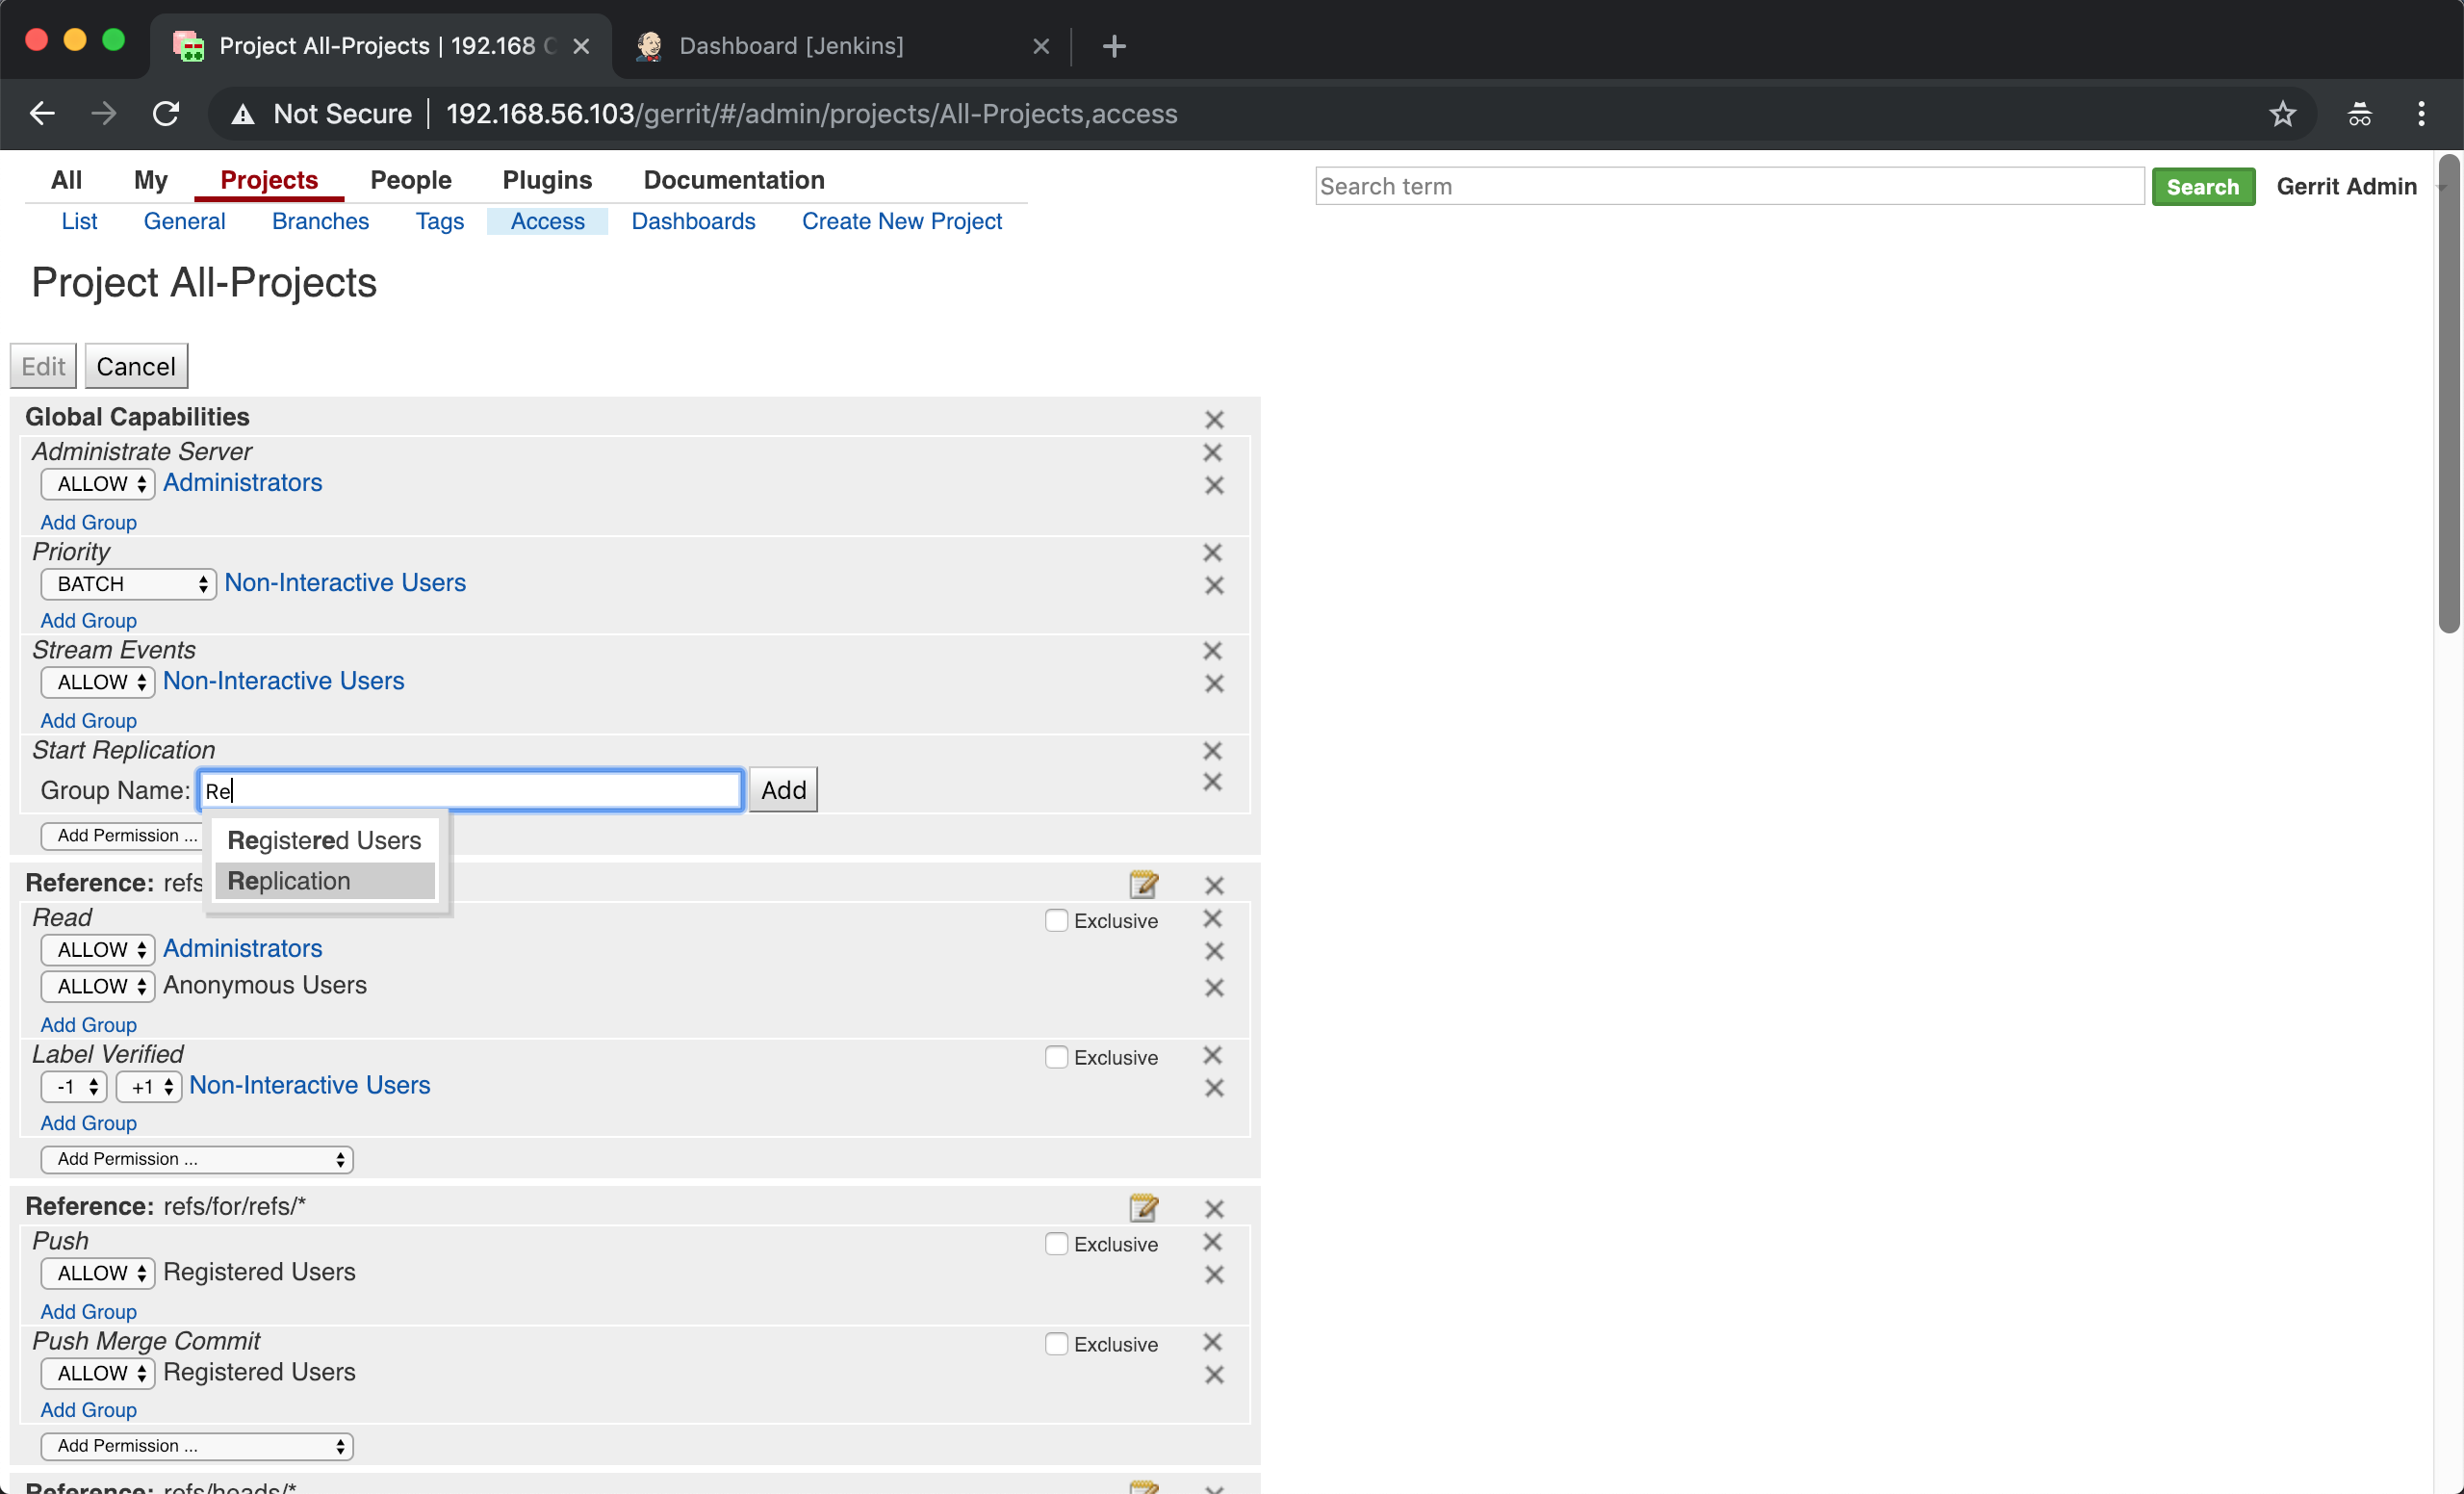 Project All-Projects | 192.168
Dashboard [Jenkins]
Not Secure | 192.168.56.103/gerrit/#/admin/projects/All-Projects,access
All My Projects People Plugins Documentation
Search term Search Gerrit Admin
List General Branches Tags Access Dashboards Create New Project
Project All-Projects
Edit Cancel
Global Capabilities
Administrate Server
ALLOW Administrators
Add Group
Priority
BATCH Non-Interactive Users
Add Group
Stream Events
ALLOW Non-Interactive Users
Add Group
Start Replication
Group Name: Re Add
Add Permission ...
Registered Users
Replication
Reference: refs
Read Exclusive
ALLOW Administrators
ALLOW Anonymous Users
Add Group
Label Verified Exclusive
-1 +1 Non-Interactive Users
Add Group
Add Permission ...
Reference: refs/for/refs/*
Push Exclusive
ALLOW Registered Users
Add Group
Push Merge Commit Exclusive
ALLOW Registered Users
Add Group
Add Permission ...
Reference: refs/heads/*